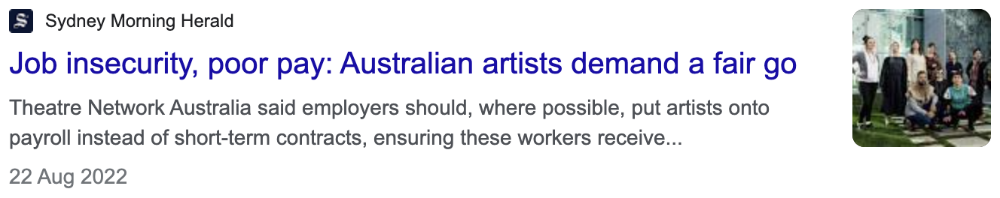 Sydney Morning Herald
Job insecurity, poor pay: Australian artists demand a fair go
Theatre Network Australia said employers should, where possible, put artists onto
payroll instead of short-term contracts, ensuring these workers receive...
22 Aug 2022